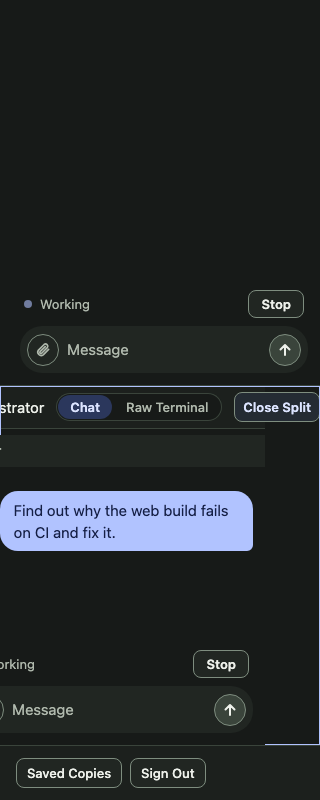 Working
Stop
Message
strator
Chat
Raw Terminal
Close Split
Find out why the web build fails
on CI and fix it.
orking
Stop
Message
Saved Copies
Sign Out